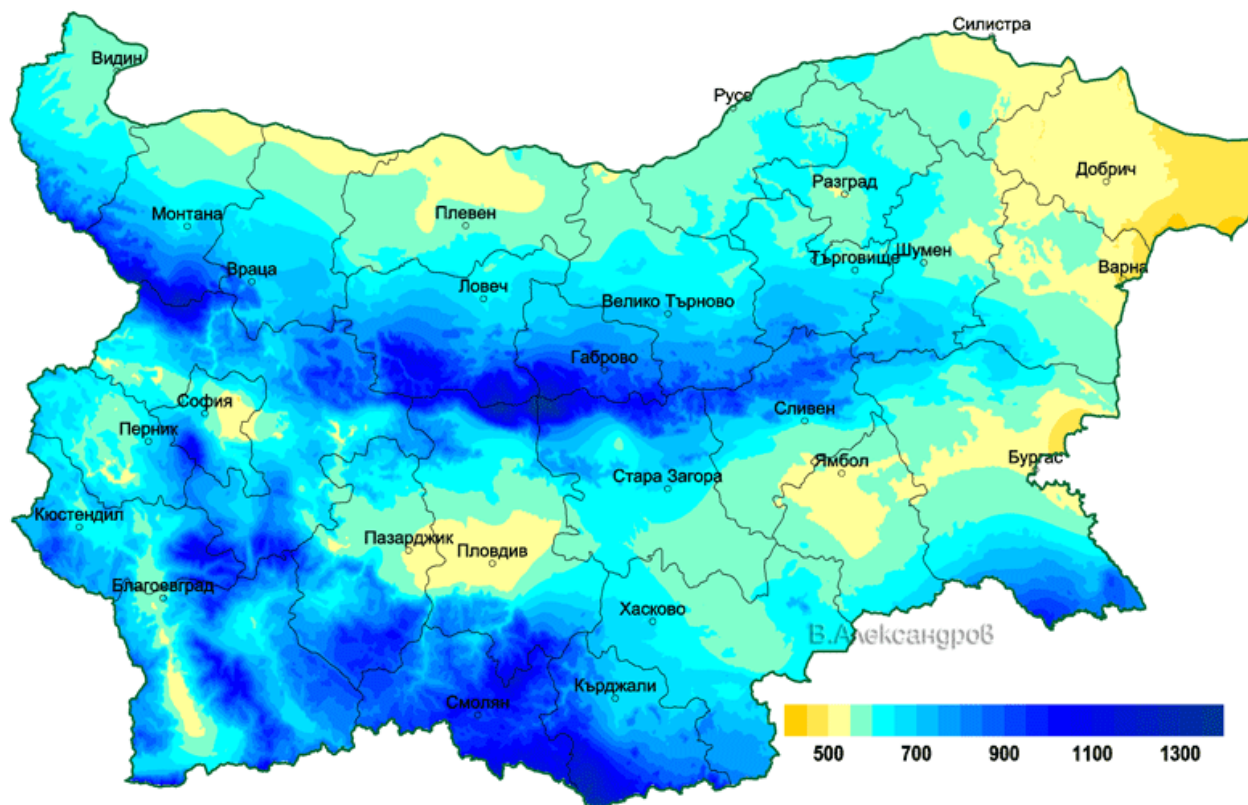 Силистра
Видин
Русе
Добрич
Разград
Монтана
Плевен
Търговище
Шумен
Варна
Враца
Ловеч
Велико Търново
Габрово
София
Перник
Сливен
Бургас
Ямбол
Стара Загора
Кюстендил
Пазарджик
Пловдив
Благоевград
Хасково
В.Александров
Кърджали
Смолян
500 700 900 1100 1300